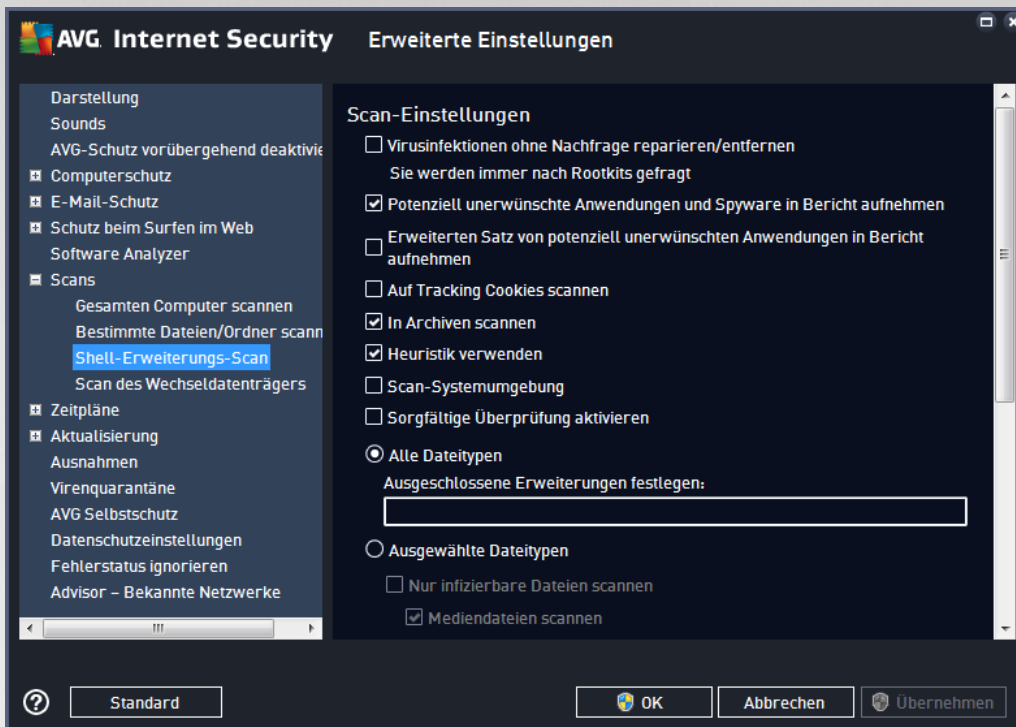 AVG Internet Security Erweiterte Einstellungen
Darstellung
Sounds
AVG-Schutz vorübergehend deaktivie
Computerschutz
E-Mail-Schutz
Schutz beim Surfen im Web
Software Analyzer
Scans
Gesamten Computer scannen
Bestimmte Dateien/Ordner scann
Shell-Erweiterungs-Scan
Scan des Wechseldatenträgers
Zeitpläne
Aktualisierung
Ausnahmen
Virenquarantäne
AVG Selbstschutz
Datenschutzeinstellungen
Fehlerstatus ignorieren
Advisor – Bekannte Netzwerke
Scan-Einstellungen
Virusinfektionen ohne Nachfrage reparieren/entfernen
Sie werden immer nach Rootkits gefragt
Potenziell unerwünschte Anwendungen und Spyware in Bericht aufnehmen
Erweiterten Satz von potenziell unerwünschten Anwendungen in Bericht
aufnehmen
Auf Tracking Cookies scannen
In Archiven scannen
Heuristik verwenden
Scan-Systemumgebung
Sorgfältige Überprüfung aktivieren
Alle Dateitypen
Ausgeschlossene Erweiterungen festlegen:
Ausgewählte Dateitypen
Nur infizierbare Dateien scannen
Mediendateien scannen
? Standard OK Abbrechen Übernehmen